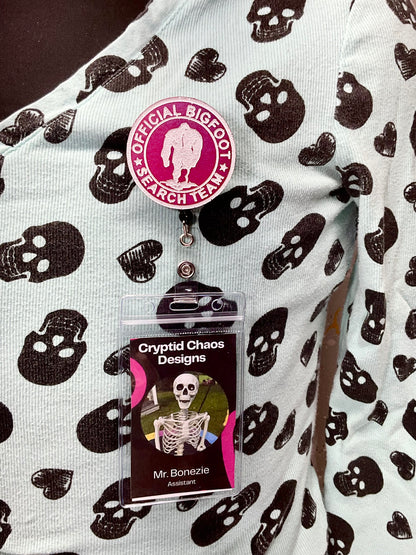 OFFICIAL BIGFOOT
SEARCH TEAM
Cryptid Chaos
Designs
Mr. Bonezie
Assistant